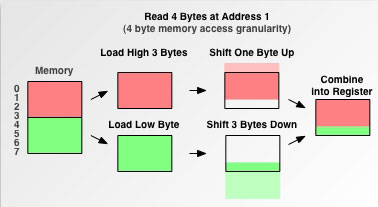 Read 4 Bytes at Address 1
(4 byte memory access granularity)
Load High 3 Bytes
Shift One Byte Up
Memory
Combine
into Register
0
1
2
3
4
5
6
7
Load Low Byte
Shift 3 Bytes Down